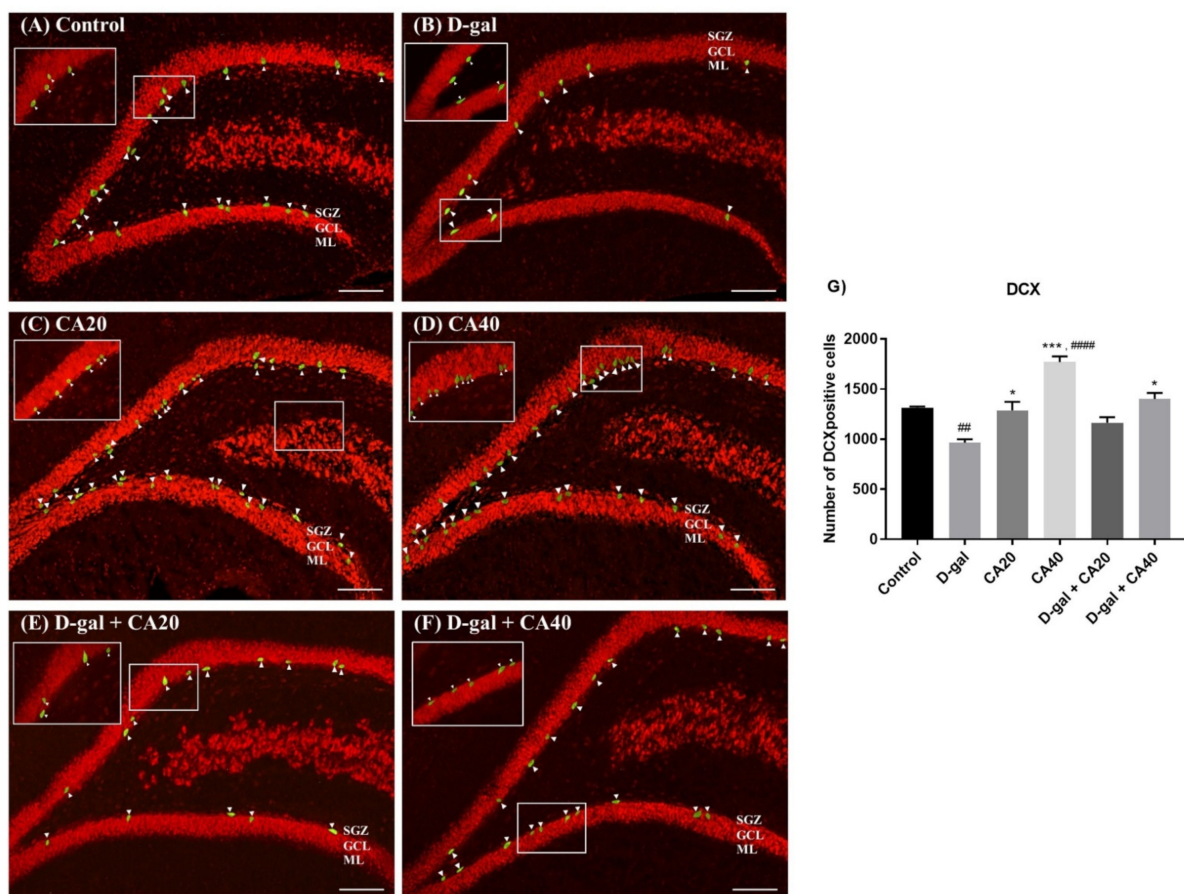 (A) Control
(B) D-gal
SGZ
GCL
ML
SGZ
GCL
ML
(C) CA20
(D) CA40
SGZ
GCL
ML
SGZ
GCL
ML
(E) D-gal + CA20
(F) D-gal + CA40
SGZ
GCL
ML
SGZ
GCL
ML
G)
DCX
Number of DCXpositive cells
2000
1500
1000
500
0
##
*
***, ####
*
Control
D-gal
CA20
CA40
D-gal + CA20
D-gal + CA40